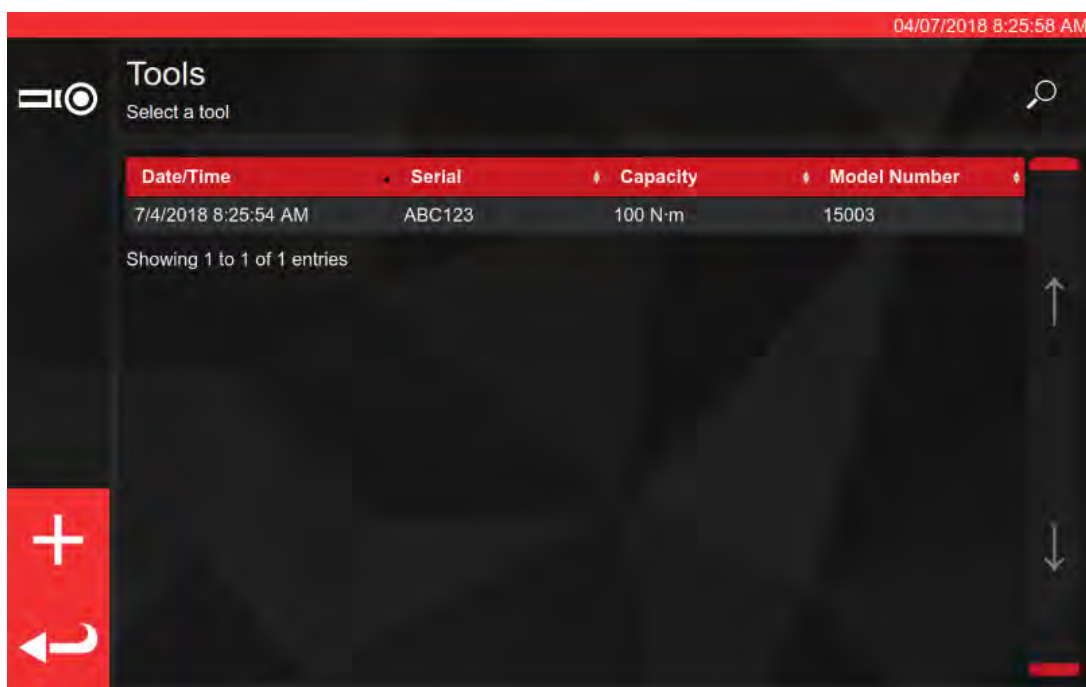 04/07/2018 8:25:58 AM
Tools
Select a tool
Date/Time Serial Capacity Model Number
7/4/2018 8:25:54 AM ABC123 100 N·m 15003
Showing 1 to 1 of 1 entries